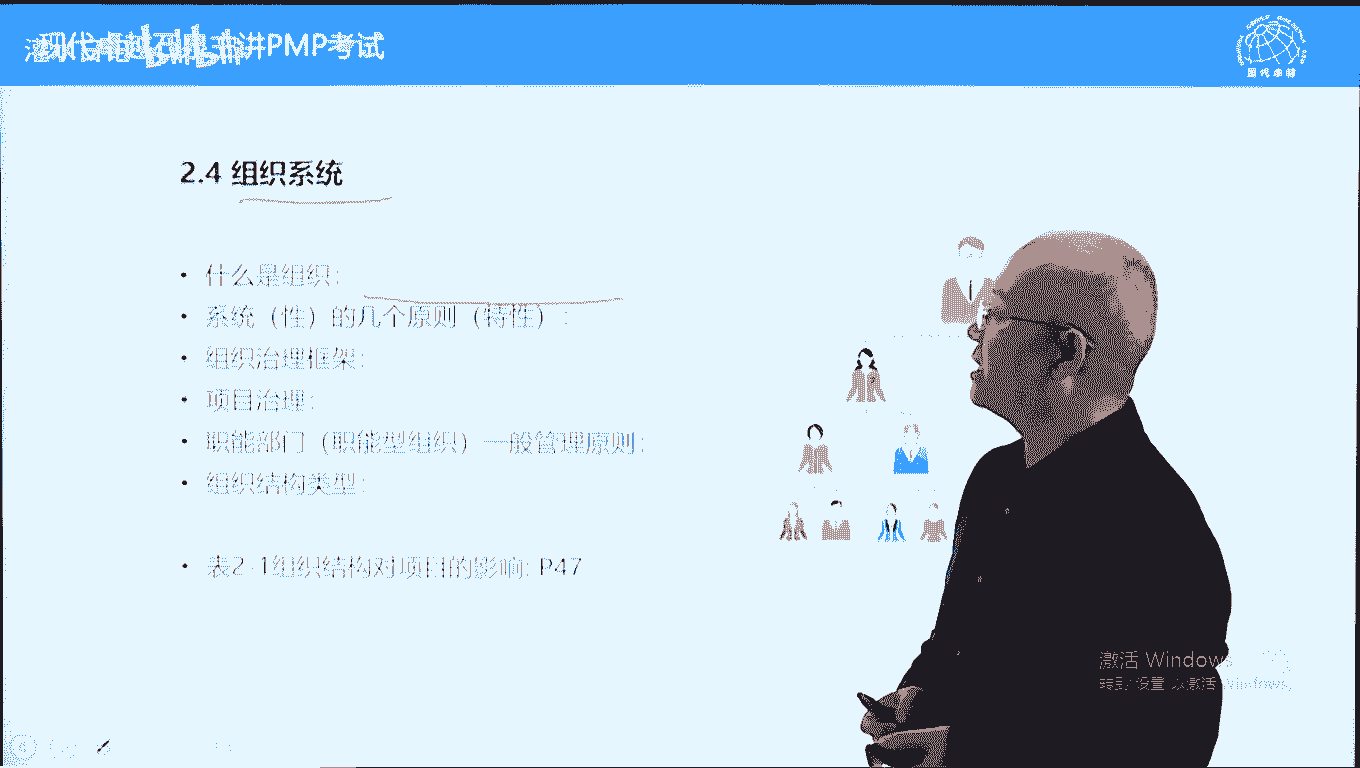 讲PMP考试
现代卓越
2.4 组织系统
• 什么是组织：
• 系统（性）的几个原则（特性）：
• 组织治理框架：
• 项目治理：
• 职能部门（职能型组织）一般管理原则：
• 组织结构类型：
• 表2-1组织结构对项目的影响: P47
激活 Windows
转到"设置"以激活 Windows。